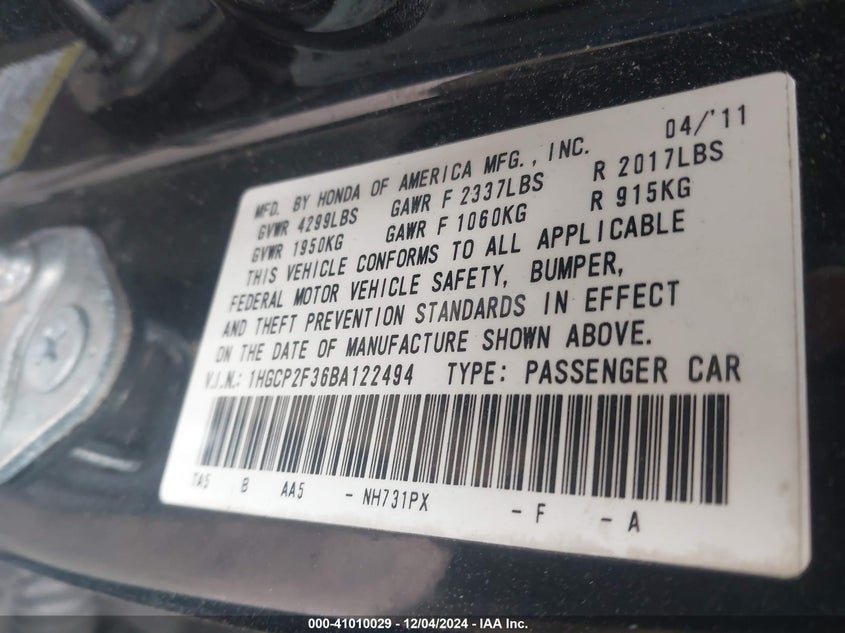 04/'11
MFD. BY HONDA OF AMERICA MFG., INC.
GVWR 4299LBS GAWR F 2337LBS R 2017LBS
GVWR 1950KG GAWR F 1060KG R 915KG
THIS VEHICLE CONFORMS TO ALL APPLICABLE
FEDERAL MOTOR VEHICLE SAFETY, BUMPER,
AND THEFT PREVENTION STANDARDS IN EFFECT
ON THE DATE OF MANUFACTURE SHOWN ABOVE.
V.I.N.: 1HGCP2F36BA122494 TYPE: PASSENGER CAR
TA5 B AA5 - NH731PX - F - A
000-41010029 - 12/04/2024 - IAA Inc.